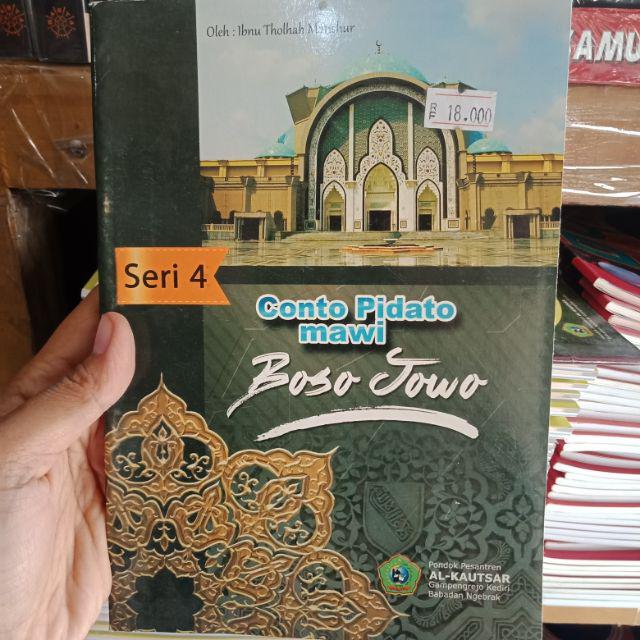 Oleh : Ibnu Tholhah Manshur
RP 18.000
KAMU
Seri 4
Conto Pidato
mawi
Boso Jowo
Pondok Pesantren
AL-KAUTSAR
Gampengrejo Kediri
Babadan Ngebrak